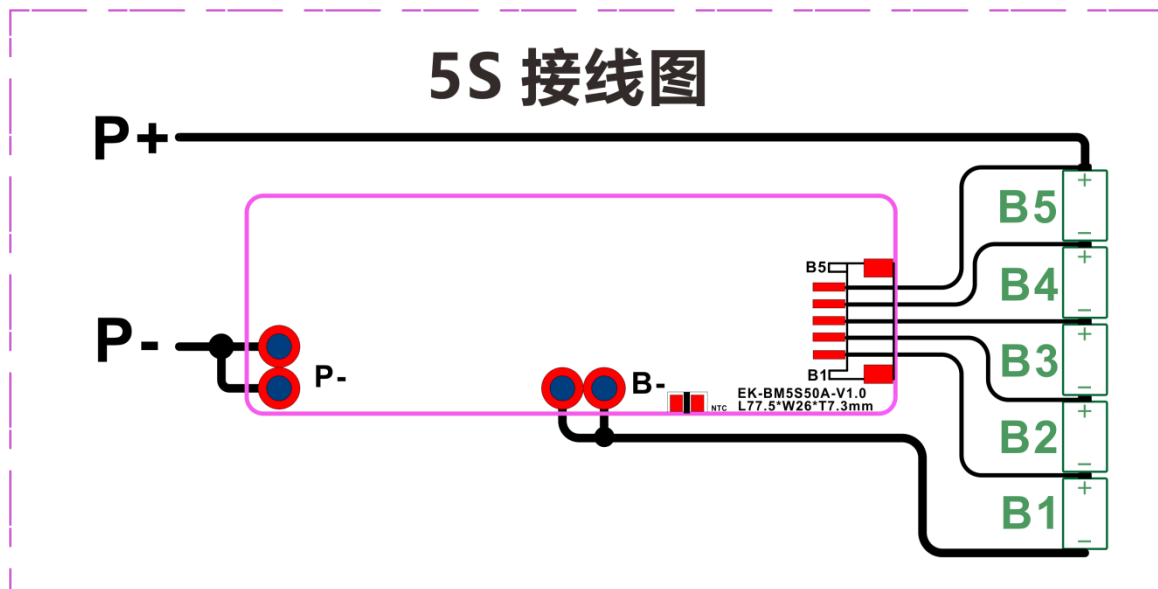 5S 接线图
P+
B5
B5
B4
P-
P-
B3
B-
B1
EK-BM5S50A-V1.0
NTC
L77.5*W26*T7.3mm
B2
B1